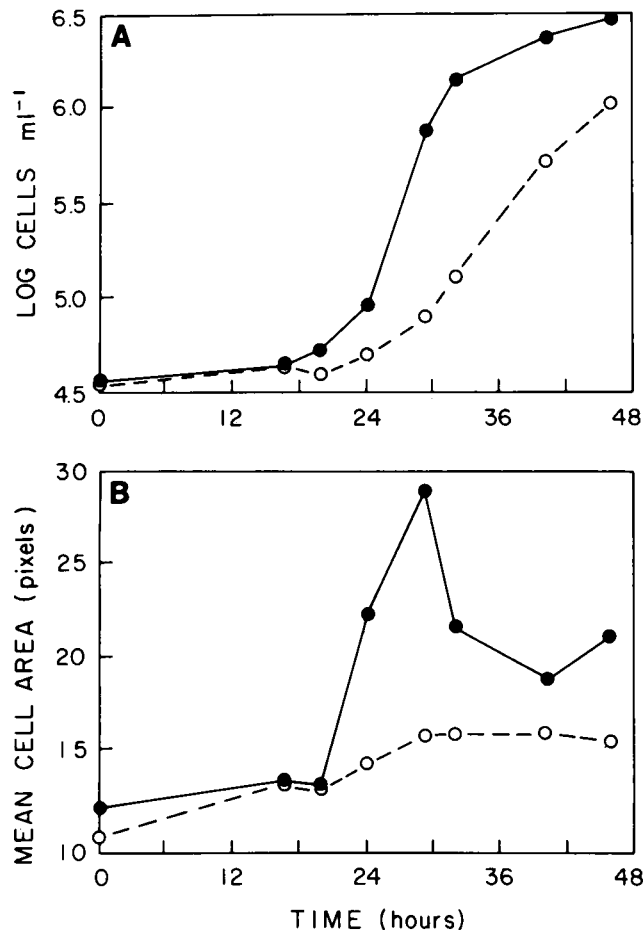 A
LOG CELLS ml⁻¹
6.5
6.0
5.5
5.0
4.5
0 12 24 36 48
B
MEAN CELL AREA (pixels)
30
25
20
15
10
0 12 24 36 48
TIME (hours)